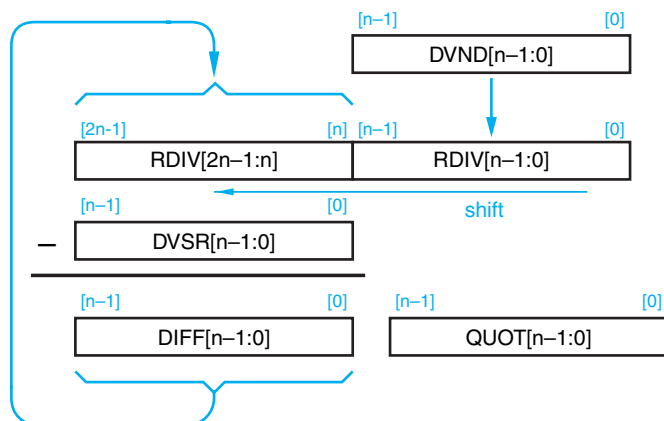 [n–1] [0]
DVND[n–1:0]
[2n-1] [n] [n–1] [0]
RDIV[2n–1:n] RDIV[n–1:0]
shift
[n–1] [0]
– DVSR[n–1:0]
[n–1] [0] [n–1] [0]
DIFF[n–1:0] QUOT[n–1:0]